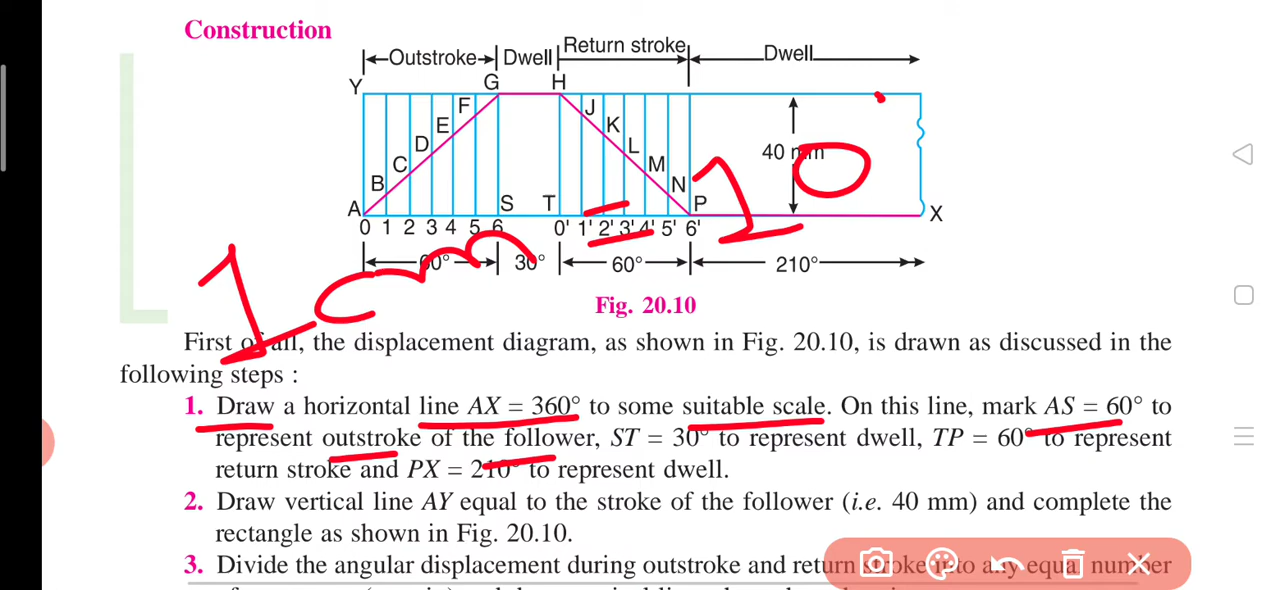 Construction
Outstroke Dwell Return stroke Dwell
Y G H
F J
E K
D L 40 mm
C M
B N
A S T P X
0 1 2 3 4 5 6 0' 1' 2' 3' 4' 5' 6'
60° 30° 60° 210°
1-cm
10
Fig. 20.10
First of all, the displacement diagram, as shown in Fig. 20.10, is drawn as discussed in the
following steps :
1. Draw a horizontal line AX = 360° to some suitable scale. On this line, mark AS = 60° to
represent outstroke of the follower, ST = 30° to represent dwell, TP = 60° to represent
return stroke and PX = 210° to represent dwell.
2. Draw vertical line AY equal to the stroke of the follower (i.e. 40 mm) and complete the
rectangle as shown in Fig. 20.10.
3. Divide the angular displacement during outstroke and return stroke into any equal number